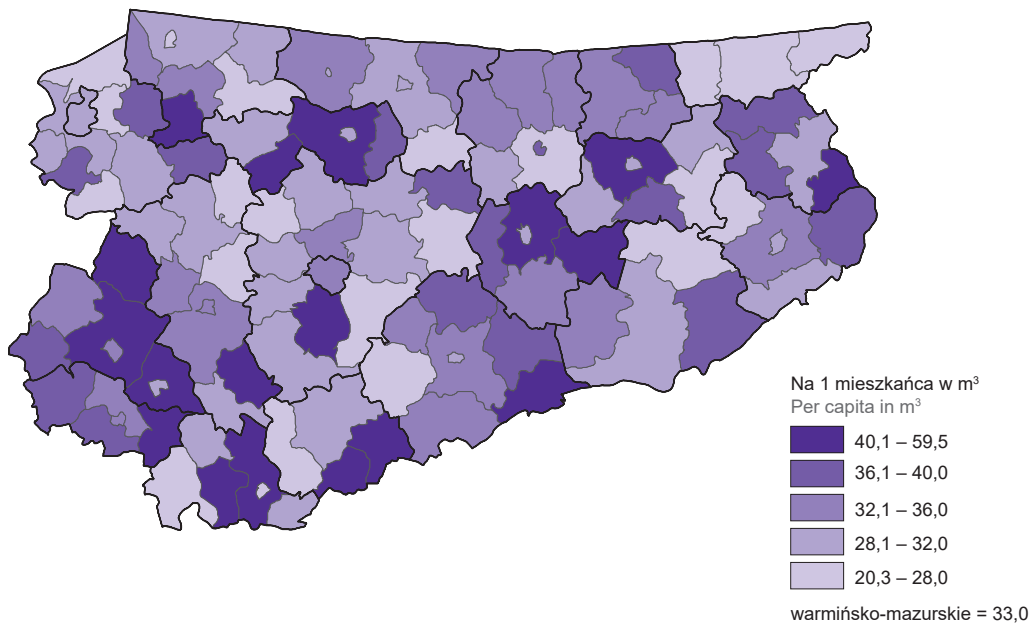 Na 1 mieszkańca w m³
Per capita in m³
40,1 – 59,5
36,1 – 40,0
32,1 – 36,0
28,1 – 32,0
20,3 – 28,0
warmińsko-mazurskie = 33,0